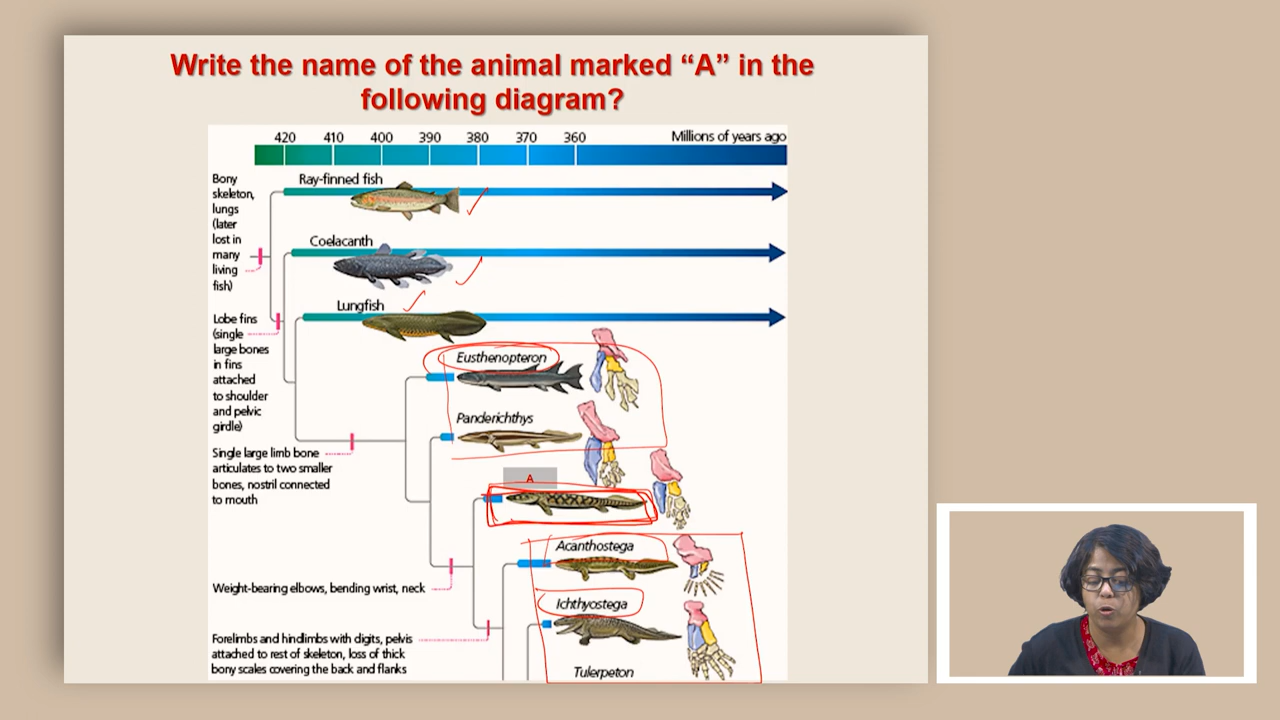 Write the name of the animal marked “A” in the
following diagram?
420 410 400 390 380 370 360 Millions of years ago
Bony
skeleton,
lungs
(later
lost in
many
living
fish)
Ray-finned fish
Coelacanth
Lungfish
Lobe fins
(single
large bones
in fins
attached
to shoulder
and pelvic
girdle)
Eusthenopteron
Panderichthys
Single large limb bone
articulates to two smaller
bones, nostril connected
to mouth
A
Acanthostega
Weight-bearing elbows, bending wrist, neck
Ichthyostega
Forelimbs and hindlimbs with digits, pelvis
attached to rest of skeleton, loss of thick
bony scales covering the back and flanks
Tulerpeton